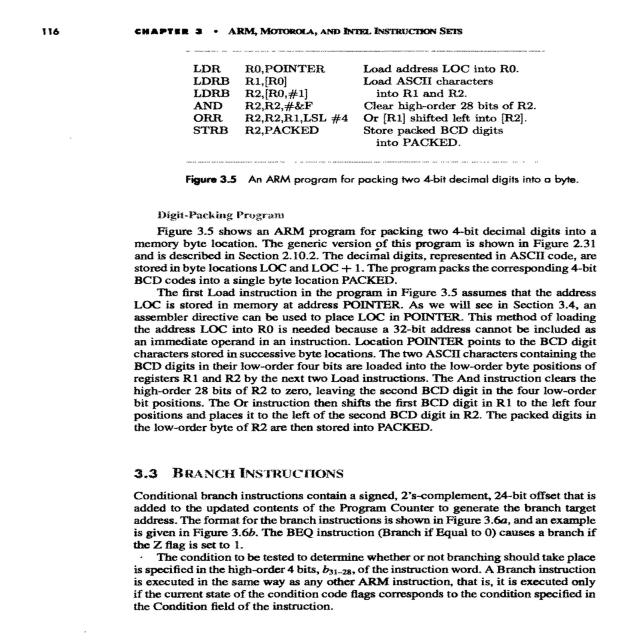 116
CHAPTER 3 • ARM, MOTOROLA, AND INTEL INSTRUCTION SETS
LDR R0,POINTER Load address LOC into R0.
LDRB R1,[R0] Load ASCII characters
LDRB R2,[R0,#1] into R1 and R2.
AND R2,R2,#&F Clear high-order 28 bits of R2.
ORR R2,R2,R1,LSL #4 Or [R1] shifted left into [R2].
STRB R2,PACKED Store packed BCD digits
into PACKED.
Figure 3.5 An ARM program for packing two 4-bit decimal digits into a byte.
Digit-Packing Program
Figure 3.5 shows an ARM program for packing two 4-bit decimal digits into a
memory byte location. The generic version of this program is shown in Figure 2.31
and is described in Section 2.10.2. The decimal digits, represented in ASCII code, are
stored in byte locations LOC and LOC + 1. The program packs the corresponding 4-bit
BCD codes into a single byte location PACKED.
The first Load instruction in the program in Figure 3.5 assumes that the address
LOC is stored in memory at address POINTER. As we will see in Section 3.4, an
assembler directive can be used to place LOC in POINTER. This method of loading
the address LOC into R0 is needed because a 32-bit address cannot be included as
an immediate operand in an instruction. Location POINTER points to the BCD digit
characters stored in successive byte locations. The two ASCII characters containing the
BCD digits in their low-order four bits are loaded into the low-order byte positions of
registers R1 and R2 by the next two Load instructions. The And instruction clears the
high-order 28 bits of R2 to zero, leaving the second BCD digit in the four low-order
bit positions. The Or instruction then shifts the first BCD digit in R1 to the left four
positions and places it to the left of the second BCD digit in R2. The packed digits in
the low-order byte of R2 are then stored into PACKED.
3.3 BRANCH INSTRUCTIONS
Conditional branch instructions contain a signed, 2's-complement, 24-bit offset that is
added to the updated contents of the Program Counter to generate the branch target
address. The format for the branch instructions is shown in Figure 3.6a, and an example
is given in Figure 3.6b. The BEQ instruction (Branch if Equal to 0) causes a branch if
the Z flag is set to 1.
The condition to be tested to determine whether or not branching should take place
is specified in the high-order 4 bits, b31-28, of the instruction word. A Branch instruction
is executed in the same way as any other ARM instruction, that is, it is executed only
if the current state of the condition code flags corresponds to the condition specified in
the Condition field of the instruction.